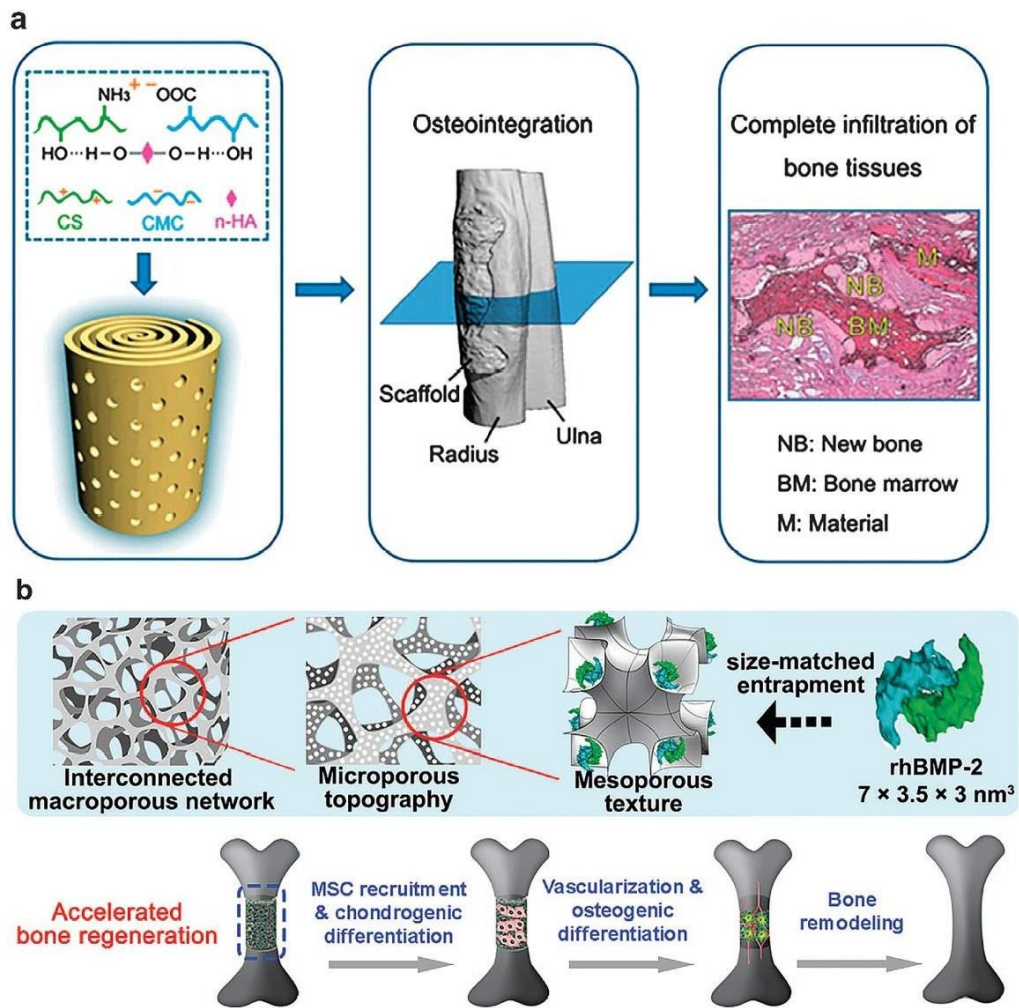 a
NH₃⁺ ⁻OOC
HO···H–O–O–H···OH
+ + - -
CS CMC n-HA
Osteointegration
Scaffold
Radius
Ulna
Complete infiltration of
bone tissues
M
NB
NB BM
NB: New bone
BM: Bone marrow
M: Material
b
Interconnected
macroporous network
Microporous
topography
Mesoporous
texture
size-matched
entrapment
rhBMP-2
7 × 3.5 × 3 nm³
Accelerated
bone regeneration
MSC recruitment
& chondrogenic
differentiation
Vascularization &
osteogenic
differentiation
Bone
remodeling